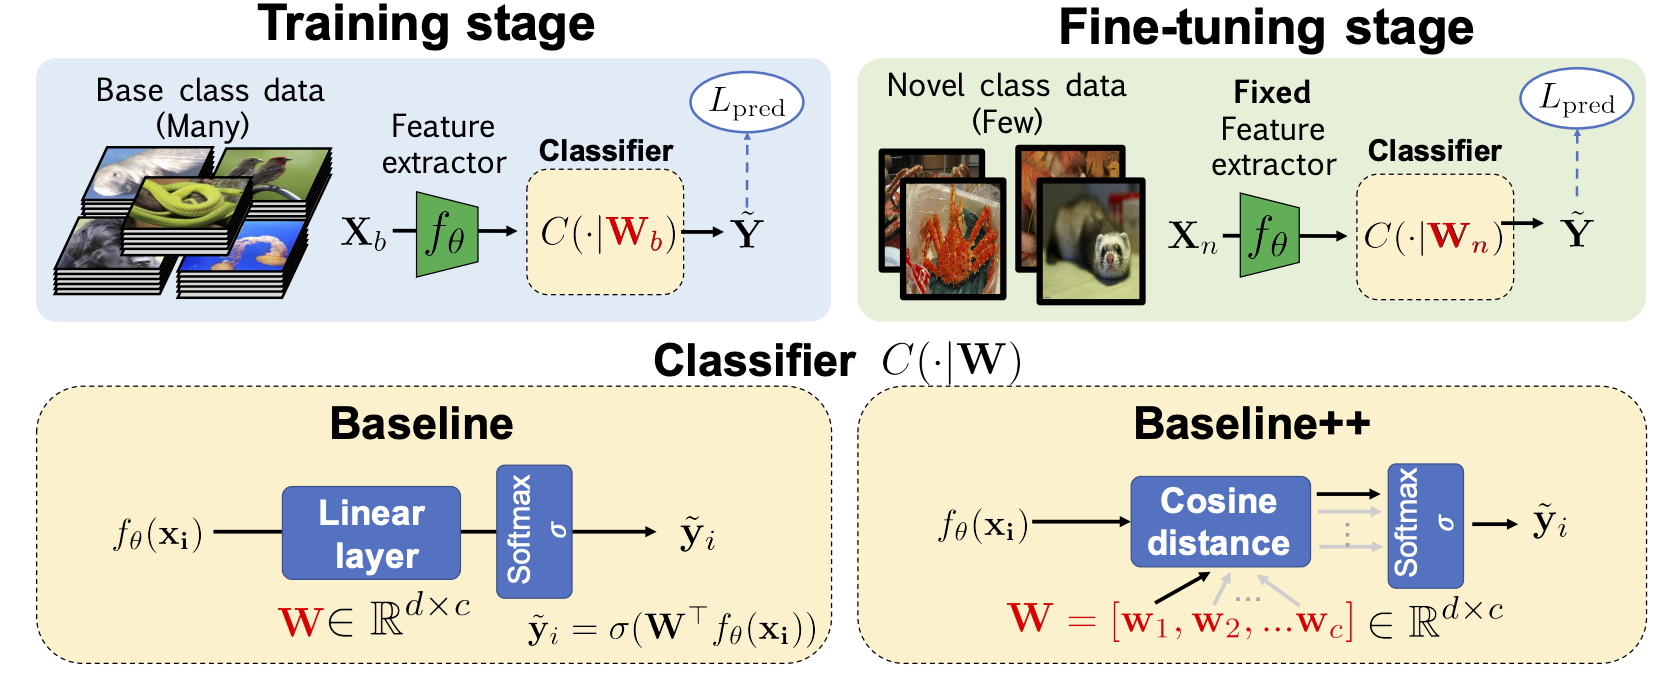 Training stage
Base class data
(Many)
Feature
extractor
Classifier
L_pred
X_b
f_θ
C(·|W_b)
Ỹ
Fine-tuning stage
Novel class data
(Few)
Fixed
Feature
extractor
Classifier
L_pred
X_n
f_θ
C(·|W_n)
Ỹ
Classifier C(·|W)
Baseline
f_θ(x_i)
Linear
layer
Softmax
σ
ỹ_i
W ∈ ℝ^{d×c}
ỹ_i = σ(W^⊤ f_θ(x_i))
Baseline++
f_θ(x_i)
Cosine
distance
⋮
Softmax
σ
ỹ_i
...
W = [w_1, w_2, ...w_c] ∈ ℝ^{d×c}